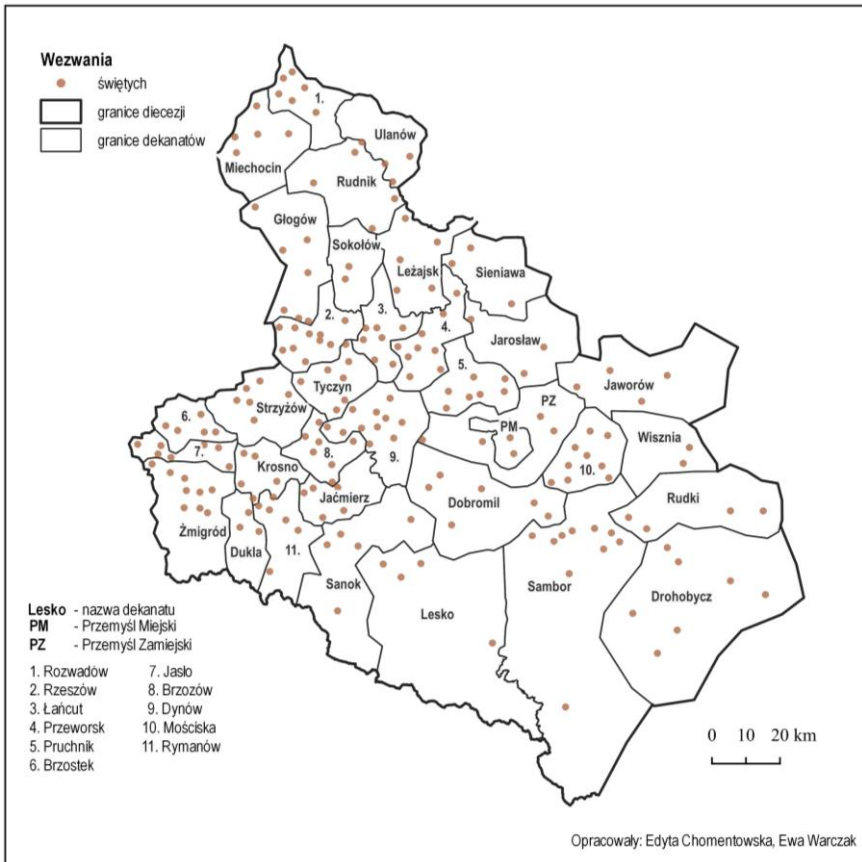 Wezwania
świętych
granice diecezji
granice dekanatów
1.
Ulanów
Miechocin
Rudnik
Głogów
Sokołów
Leżajsk
Sieniawa
2.
3.
4.
Jarosław
5.
Jaworów
Tyczyn
PZ
Strzyżów
6.
PM
Wisznia
7.
8.
9.
10.
Krosno
Jaćmierz
Dobromil
Rudki
Żmigród
Dukla
11.
Sanok
Lesko
Sambor
Drohobycz
Lesko - nazwa dekanatu
PM - Przemyśl Miejski
PZ - Przemyśl Zamiejski
1. Rozwadów
2. Rzeszów
3. Łańcut
4. Przeworsk
5. Pruchnik
6. Brzostek
7. Jasło
8. Brzozów
9. Dynów
10. Mościska
11. Rymanów
0 10 20 km
Opracowały: Edyta Chomentowska, Ewa Warczak